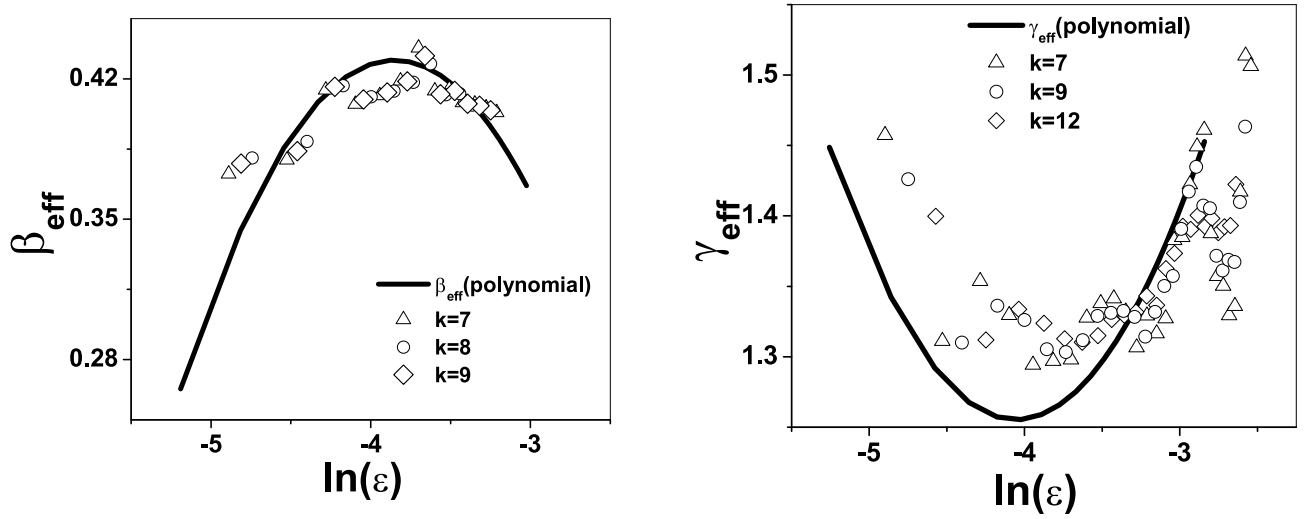 0.42
0.35
0.28
β_eff
β_eff(polynomial)
k=7
k=8
k=9
-5
-4
-3
ln(ε)
1.5
1.4
1.3
γ_eff
γ_eff(polynomial)
k=7
k=9
k=12
-5
-4
-3
ln(ε)